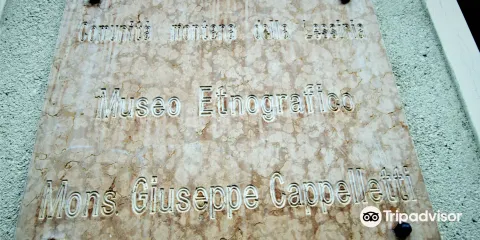 Comunità montana della Lessinia
Museo Etnografico
Mons. Giuseppe Cappelletti
Tripadvisor